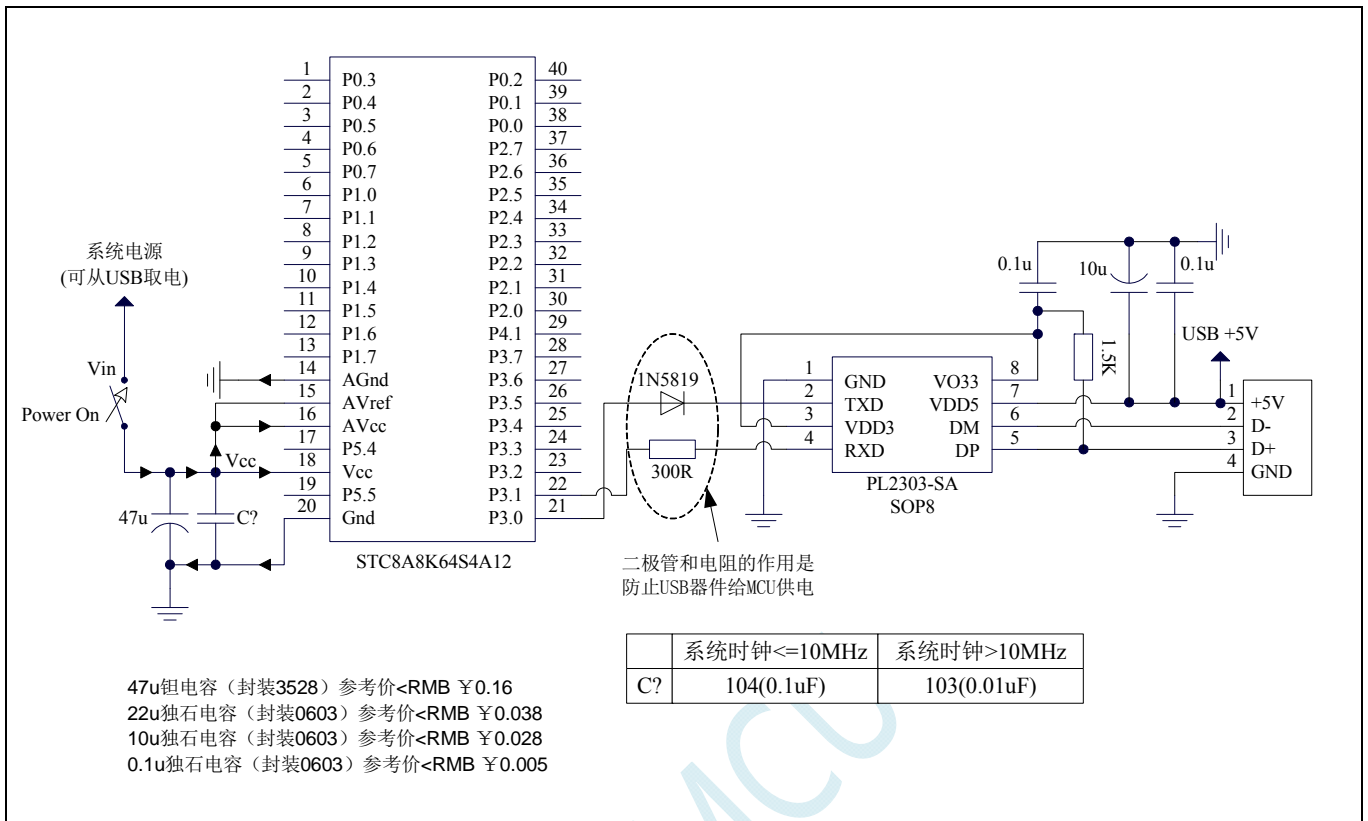 系统电源
(可从USB取电)
Vin
Power On
Vcc
47u
C?
1 P0.3
2 P0.4
3 P0.5
4 P0.6
5 P0.7
6 P1.0
7 P1.1
8 P1.2
9 P1.3
10 P1.4
11 P1.5
12 P1.6
13 P1.7
14 AGnd
15 AVref
16 AVcc
17 P5.4
18 Vcc
19 P5.5
20 Gnd
P0.2 40
P0.1 39
P0.0 38
P2.7 37
P2.6 36
P2.5 35
P2.4 34
P2.3 33
P2.2 32
P2.1 31
P2.0 30
P4.1 29
P3.7 28
P3.6 27
P3.5 26
P3.4 25
P3.3 24
P3.2 23
P3.1 22
P3.0 21
STC8A8K64S4A12
1N5819
300R
二极管和电阻的作用是
防止USB器件给MCU供电
1 GND
2 TXD
3 VDD3
4 RXD
VO33 8
VDD5 7
DM 6
DP 5
PL2303-SA
SOP8
0.1u
10u
0.1u
1.5K
USB +5V
1 +5V
2 D-
3 D+
4 GND
系统时钟<=10MHz 系统时钟>10MHz
C? 104(0.1uF) 103(0.01uF)
47u钽电容（封装3528）参考价<RMB ￥0.16
22u独石电容（封装0603）参考价<RMB ￥0.038
10u独石电容（封装0603）参考价<RMB ￥0.028
0.1u独石电容（封装0603）参考价<RMB ￥0.005
MCU